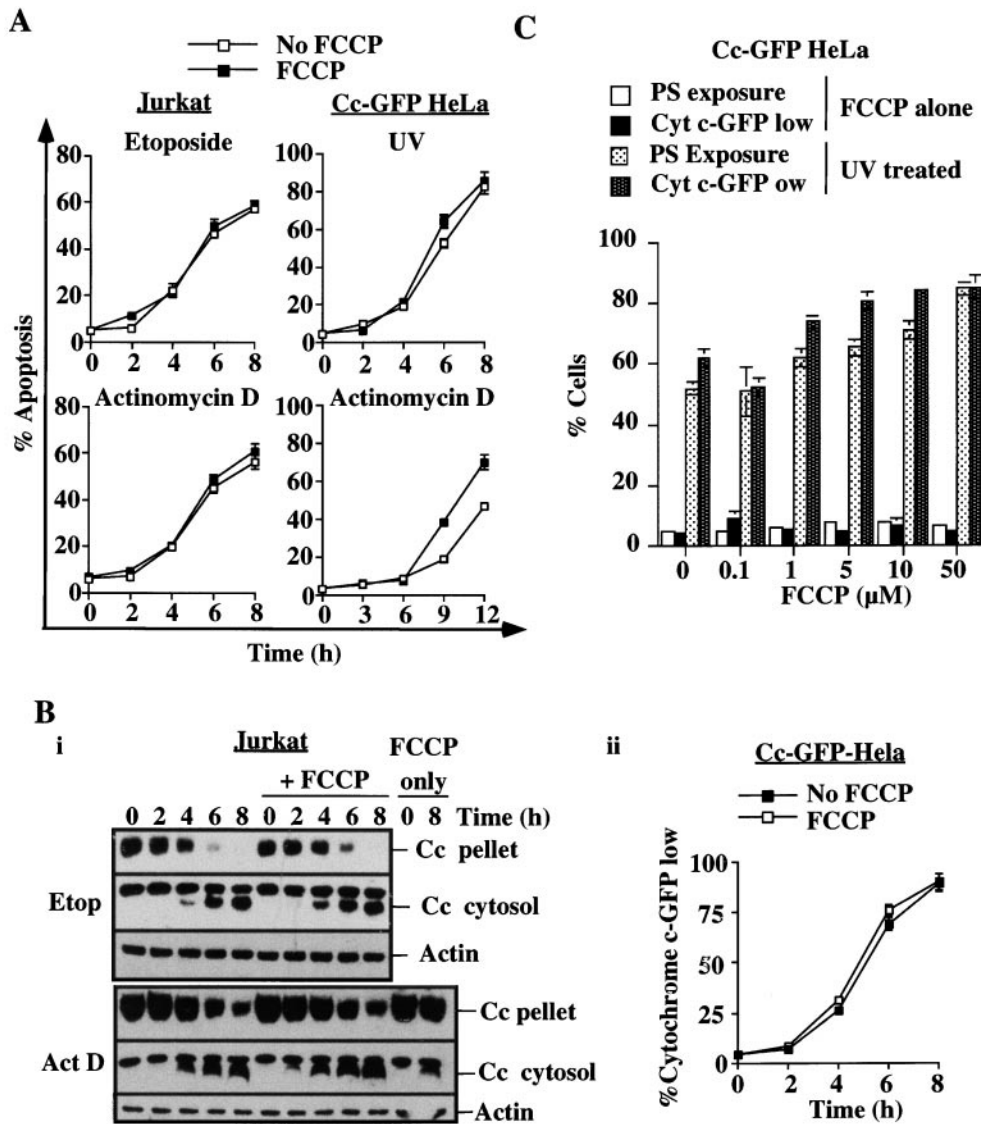 A
No FCCP
FCCP
Jurkat
Cc-GFP HeLa
Etoposide
UV
80
60
40
20
0
0 2 4 6 8
100
80
60
40
20
0
0 2 4 6 8
Actinomycin D
Actinomycin D
80
60
40
20
0
0 2 4 6 8
100
80
60
40
20
0
0 3 6 9 12
% Apoptosis
Time (h)
C
Cc-GFP HeLa
PS exposure
Cyt c-GFP low
FCCP alone
PS Exposure
Cyt c-GFP ow
UV treated
100
80
60
40
20
0
% Cells
0 0.1 1 5 10 50
FCCP (µM)
B
i
Jurkat
FCCP
+ FCCP
only
0 2 4 6 8 0 2 4 6 8 0 8 Time (h)
Cc pellet
Etop
Cc cytosol
Actin
Cc pellet
Act D
Cc cytosol
Actin
ii
Cc-GFP-Hela
No FCCP
FCCP
%Cytochrome c-GFP low
100
75
50
25
0
0 2 4 6 8
Time (h)